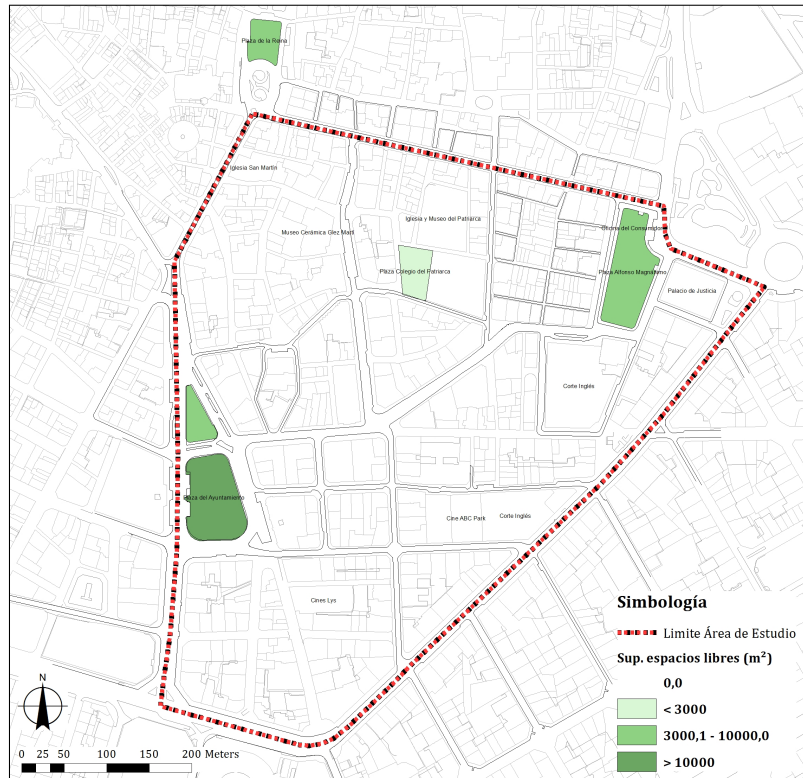 Plaza de la Reina
Iglesia San Martín
Iglesia y Museo del Patriarca
Museo Cerámica Glez Martí
Oficina del Consumidor
Plaza Colegio del Patriarca
Plaza Alfonso Magnánimo
Palacio de Justicia
Corte Inglés
Plaza del Ayuntamiento
Cine ABC Park
Corte Inglés
Cines Lys
Simbología
Limite Área de Estudio
Sup. espacios libres (m²)
0,0
< 3000
3000,1 - 10000,0
> 10000
N
0 25 50 100 150 200 Meters